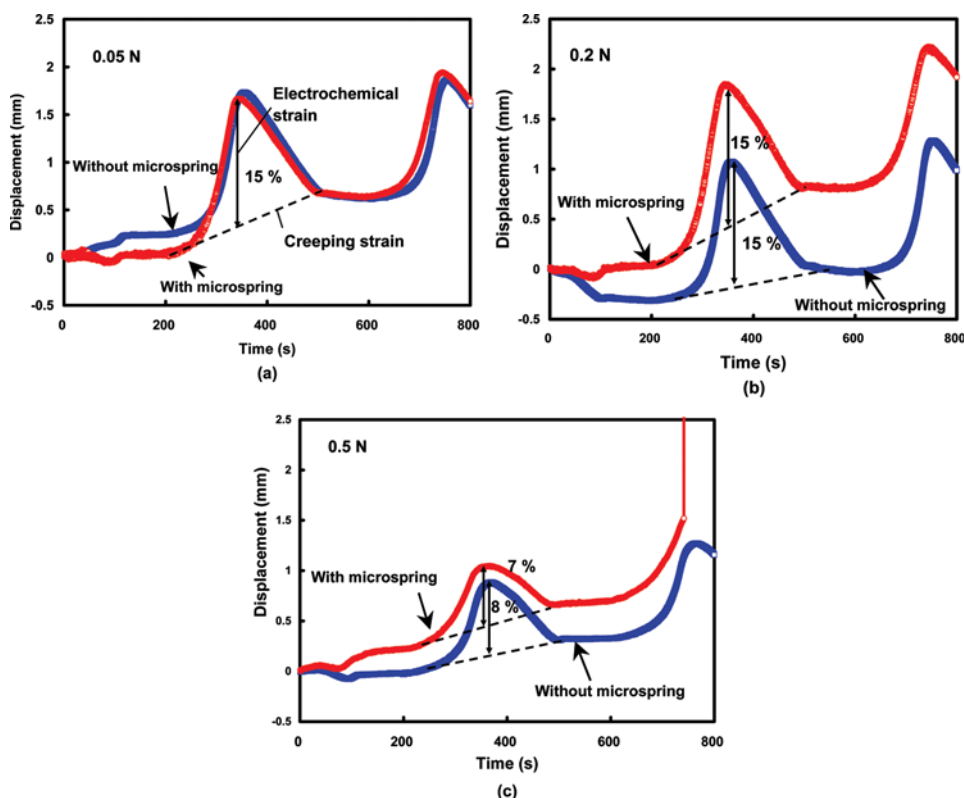 0.05 N
Displacement (mm)
2.5
2
1.5
1
0.5
0
-0.5
Electrochemical
strain
Without microspring
15 %
Creeping strain
With microspring
0 200 400 600 800
Time (s)
(a)
0.2 N
Displacement (mm)
2.5
2
1.5
1
0.5
0
-0.5
15 %
With microspring
15 %
Without microspring
0 200 400 600 800
Time (s)
(b)
0.5 N
Displacement (mm)
2.5
2
1.5
1
0.5
0
-0.5
With microspring
7 %
8 %
Without microspring
0 200 400 600 800
Time (s)
(c)